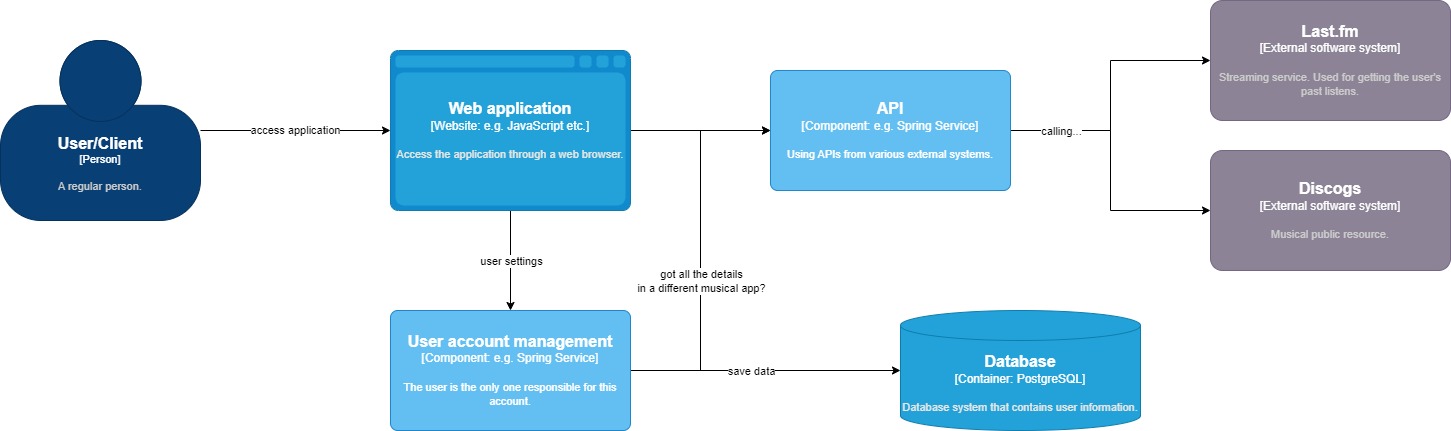 User/Client
[Person]
A regular person.
access application
Web application
[Website: e.g. JavaScript etc.]
Access the application through a web browser.
API
[Component: e.g. Spring Service]
Using APIs from various external systems.
calling...
Last.fm
[External software system]
Streaming service. Used for getting the user's
past listens.
Discogs
[External software system]
Musical public resource.
user settings
got all the details
in a different musical app?
User account management
[Component: e.g. Spring Service]
The user is the only one responsible for this
account.
save data
Database
[Container: PostgreSQL]
Database system that contains user information.